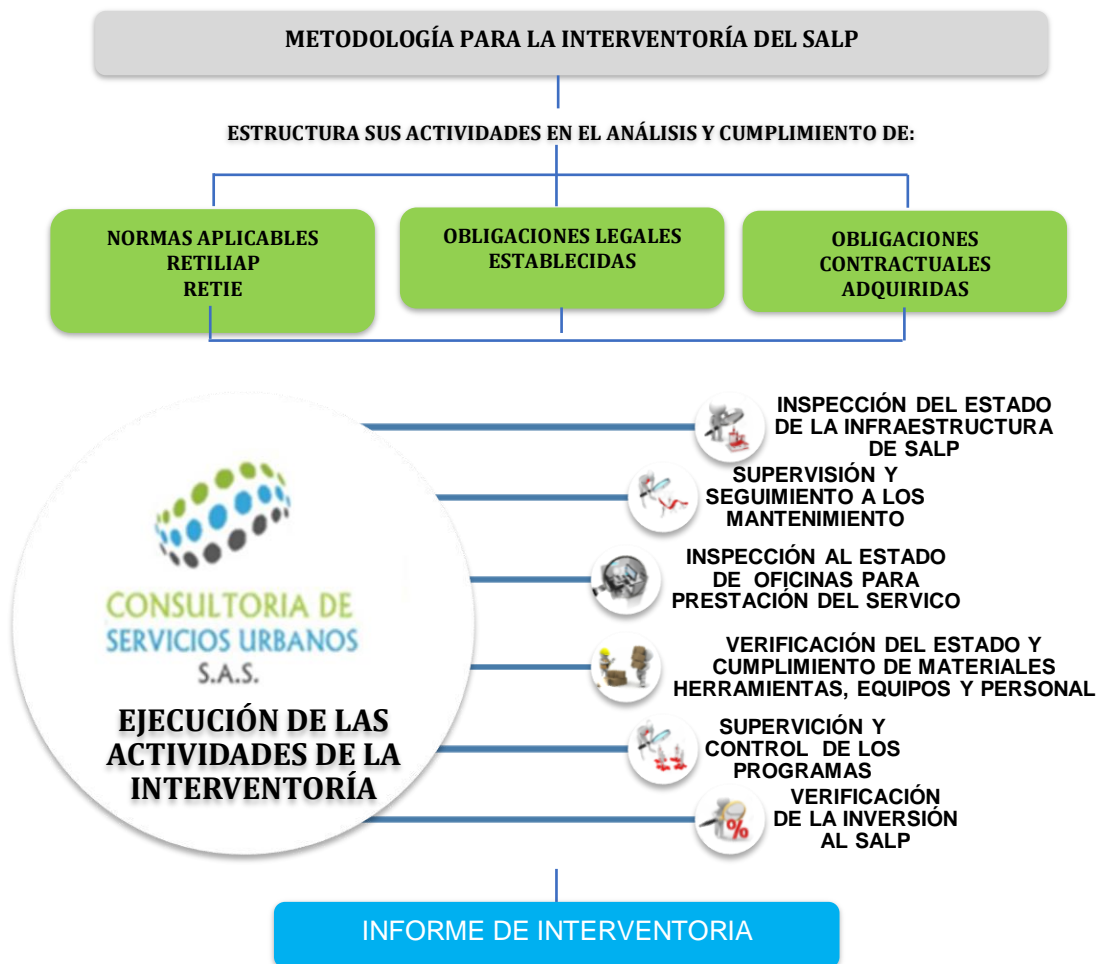 METODOLOGÍA PARA LA INTERVENTORÍA DEL SALP
ESTRUCTURA SUS ACTIVIDADES EN EL ANÁLISIS Y CUMPLIMIENTO DE:
NORMAS APLICABLES
RETILIAP
RETIE
OBLIGACIONES LEGALES
ESTABLECIDAS
OBLIGACIONES
CONTRACTUALES
ADQUIRIDAS
CONSULTORIA DE
SERVICIOS URBANOS
S.A.S.
EJECUCIÓN DE LAS
ACTIVIDADES DE LA
INTERVENTORÍA
INSPECCIÓN DEL ESTADO
DE LA INFRAESTRUCTURA
DE SALP
SUPERVISIÓN Y
SEGUIMIENTO A LOS
MANTENIMIENTO
INSPECCIÓN AL ESTADO
DE OFICINAS PARA
PRESTACIÓN DEL SERVICO
VERIFICACIÓN DEL ESTADO Y
CUMPLIMIENTO DE MATERIALES
HERRAMIENTAS, EQUIPOS Y PERSONAL
SUPERVICIÓN Y
CONTROL DE LOS
PROGRAMAS
%
VERIFICACIÓN
DE LA INVERSIÓN
AL SALP
INFORME DE INTERVENTORIA